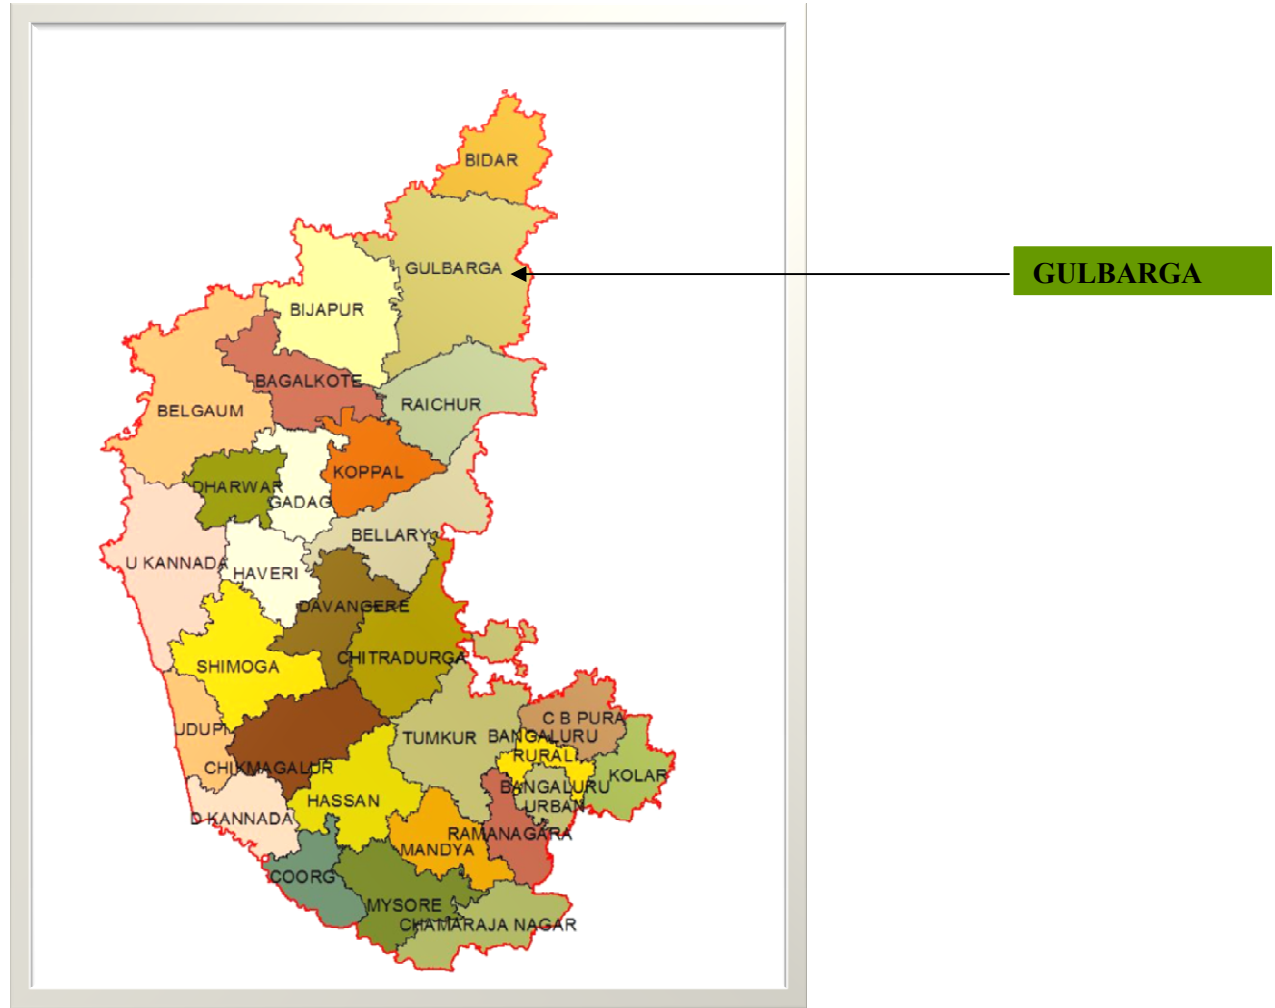 BIDAR
GULBARGA
GULBARGA
BIJAPUR
BAGALKOTE
RAICHUR
BELGAUM
KOPPAL
DHARWAR
GADAG
BELLARY
U KANNADA
HAVERI
DAVANGERE
CHITRADURGA
SHIMOGA
C B PURA
UDUPI
TUMKUR
BANGALURU
RURAL
CHIKMAGALUR
KOLAR
BANGALURU
URBAN
HASSAN
D KANNADA
RAMANAGARA
MANDYA
COORG
MYSORE
CHAMARAJA NAGAR